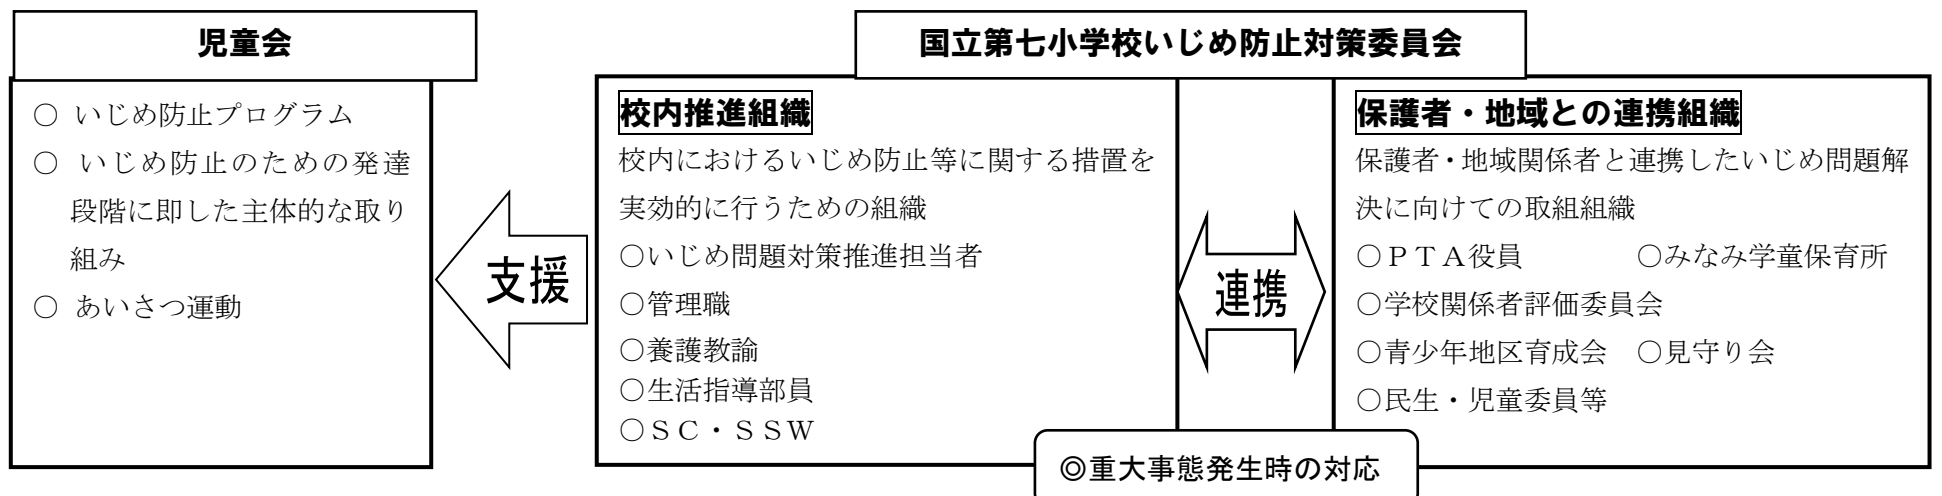 児童会
○ いじめ防止プログラム
○ いじめ防止のための発達
段階に即した主体的な取り
組み
○ あいさつ運動
支援
国立第七小学校いじめ防止対策委員会
校内推進組織
校内におけるいじめ防止等に関する措置を
実効的に行うための組織
○いじめ問題対策推進担当者
○管理職
○養護教諭
○生活指導部員
○ＳＣ・ＳＳＷ
連携
保護者・地域との連携組織
保護者・地域関係者と連携したいじめ問題解
決に向けての取組組織
○ＰＴＡ役員　　　○みなみ学童保育所
○学校関係者評価委員会
○青少年地区育成会　○見守り会
○民生・児童委員等
◎重大事態発生時の対応